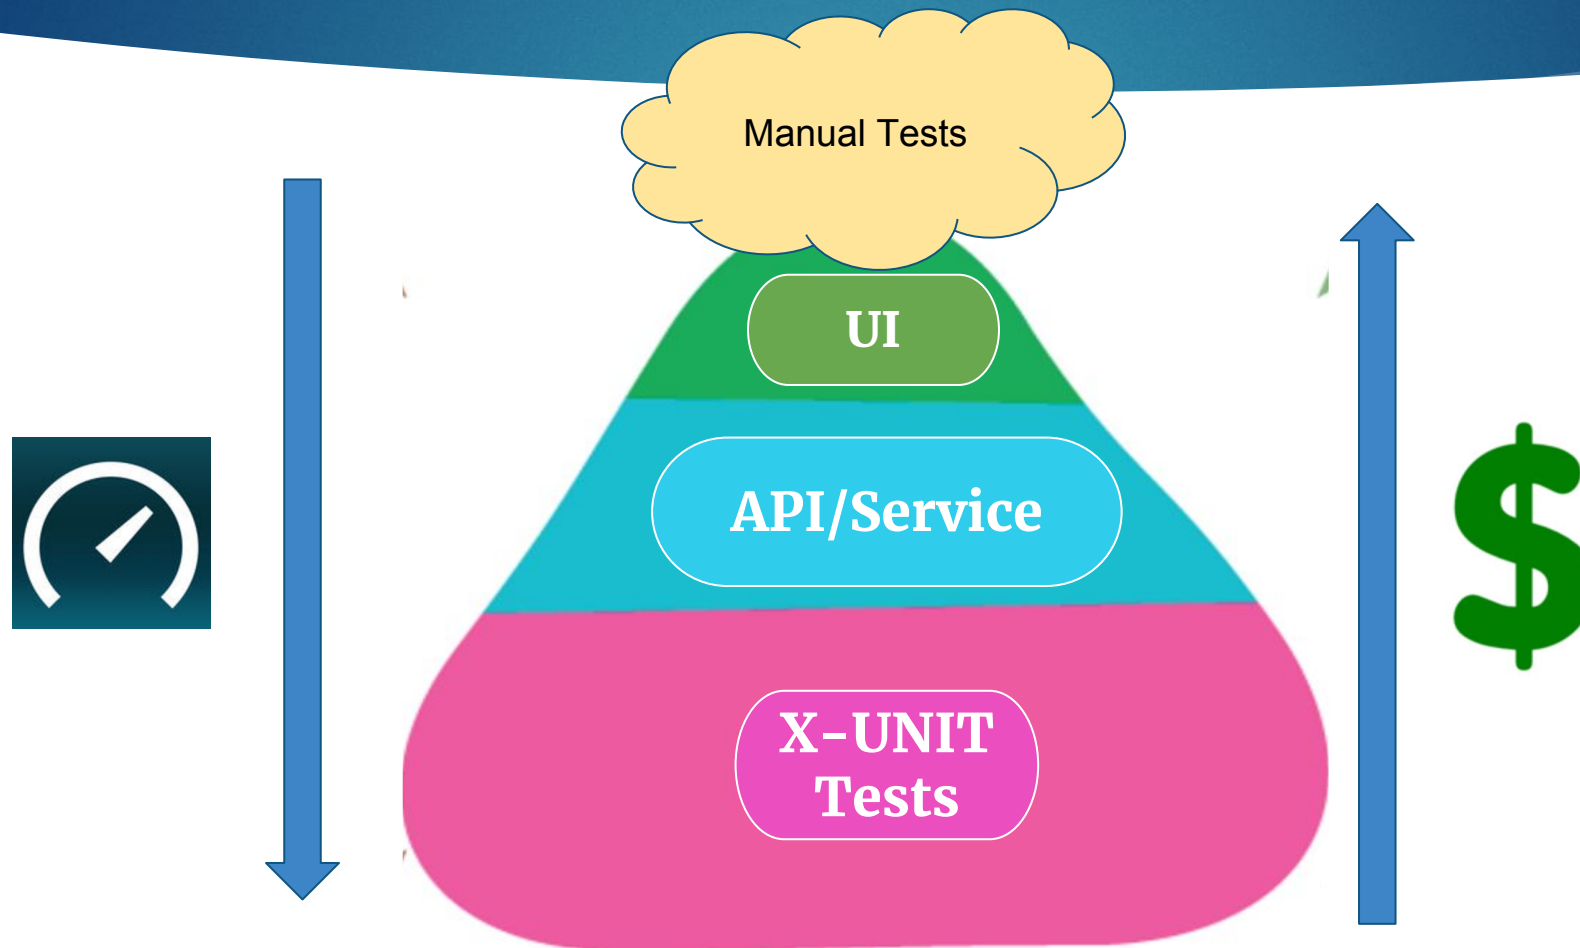 Manual Tests
UI
API/Service
X-UNIT
Tests
$